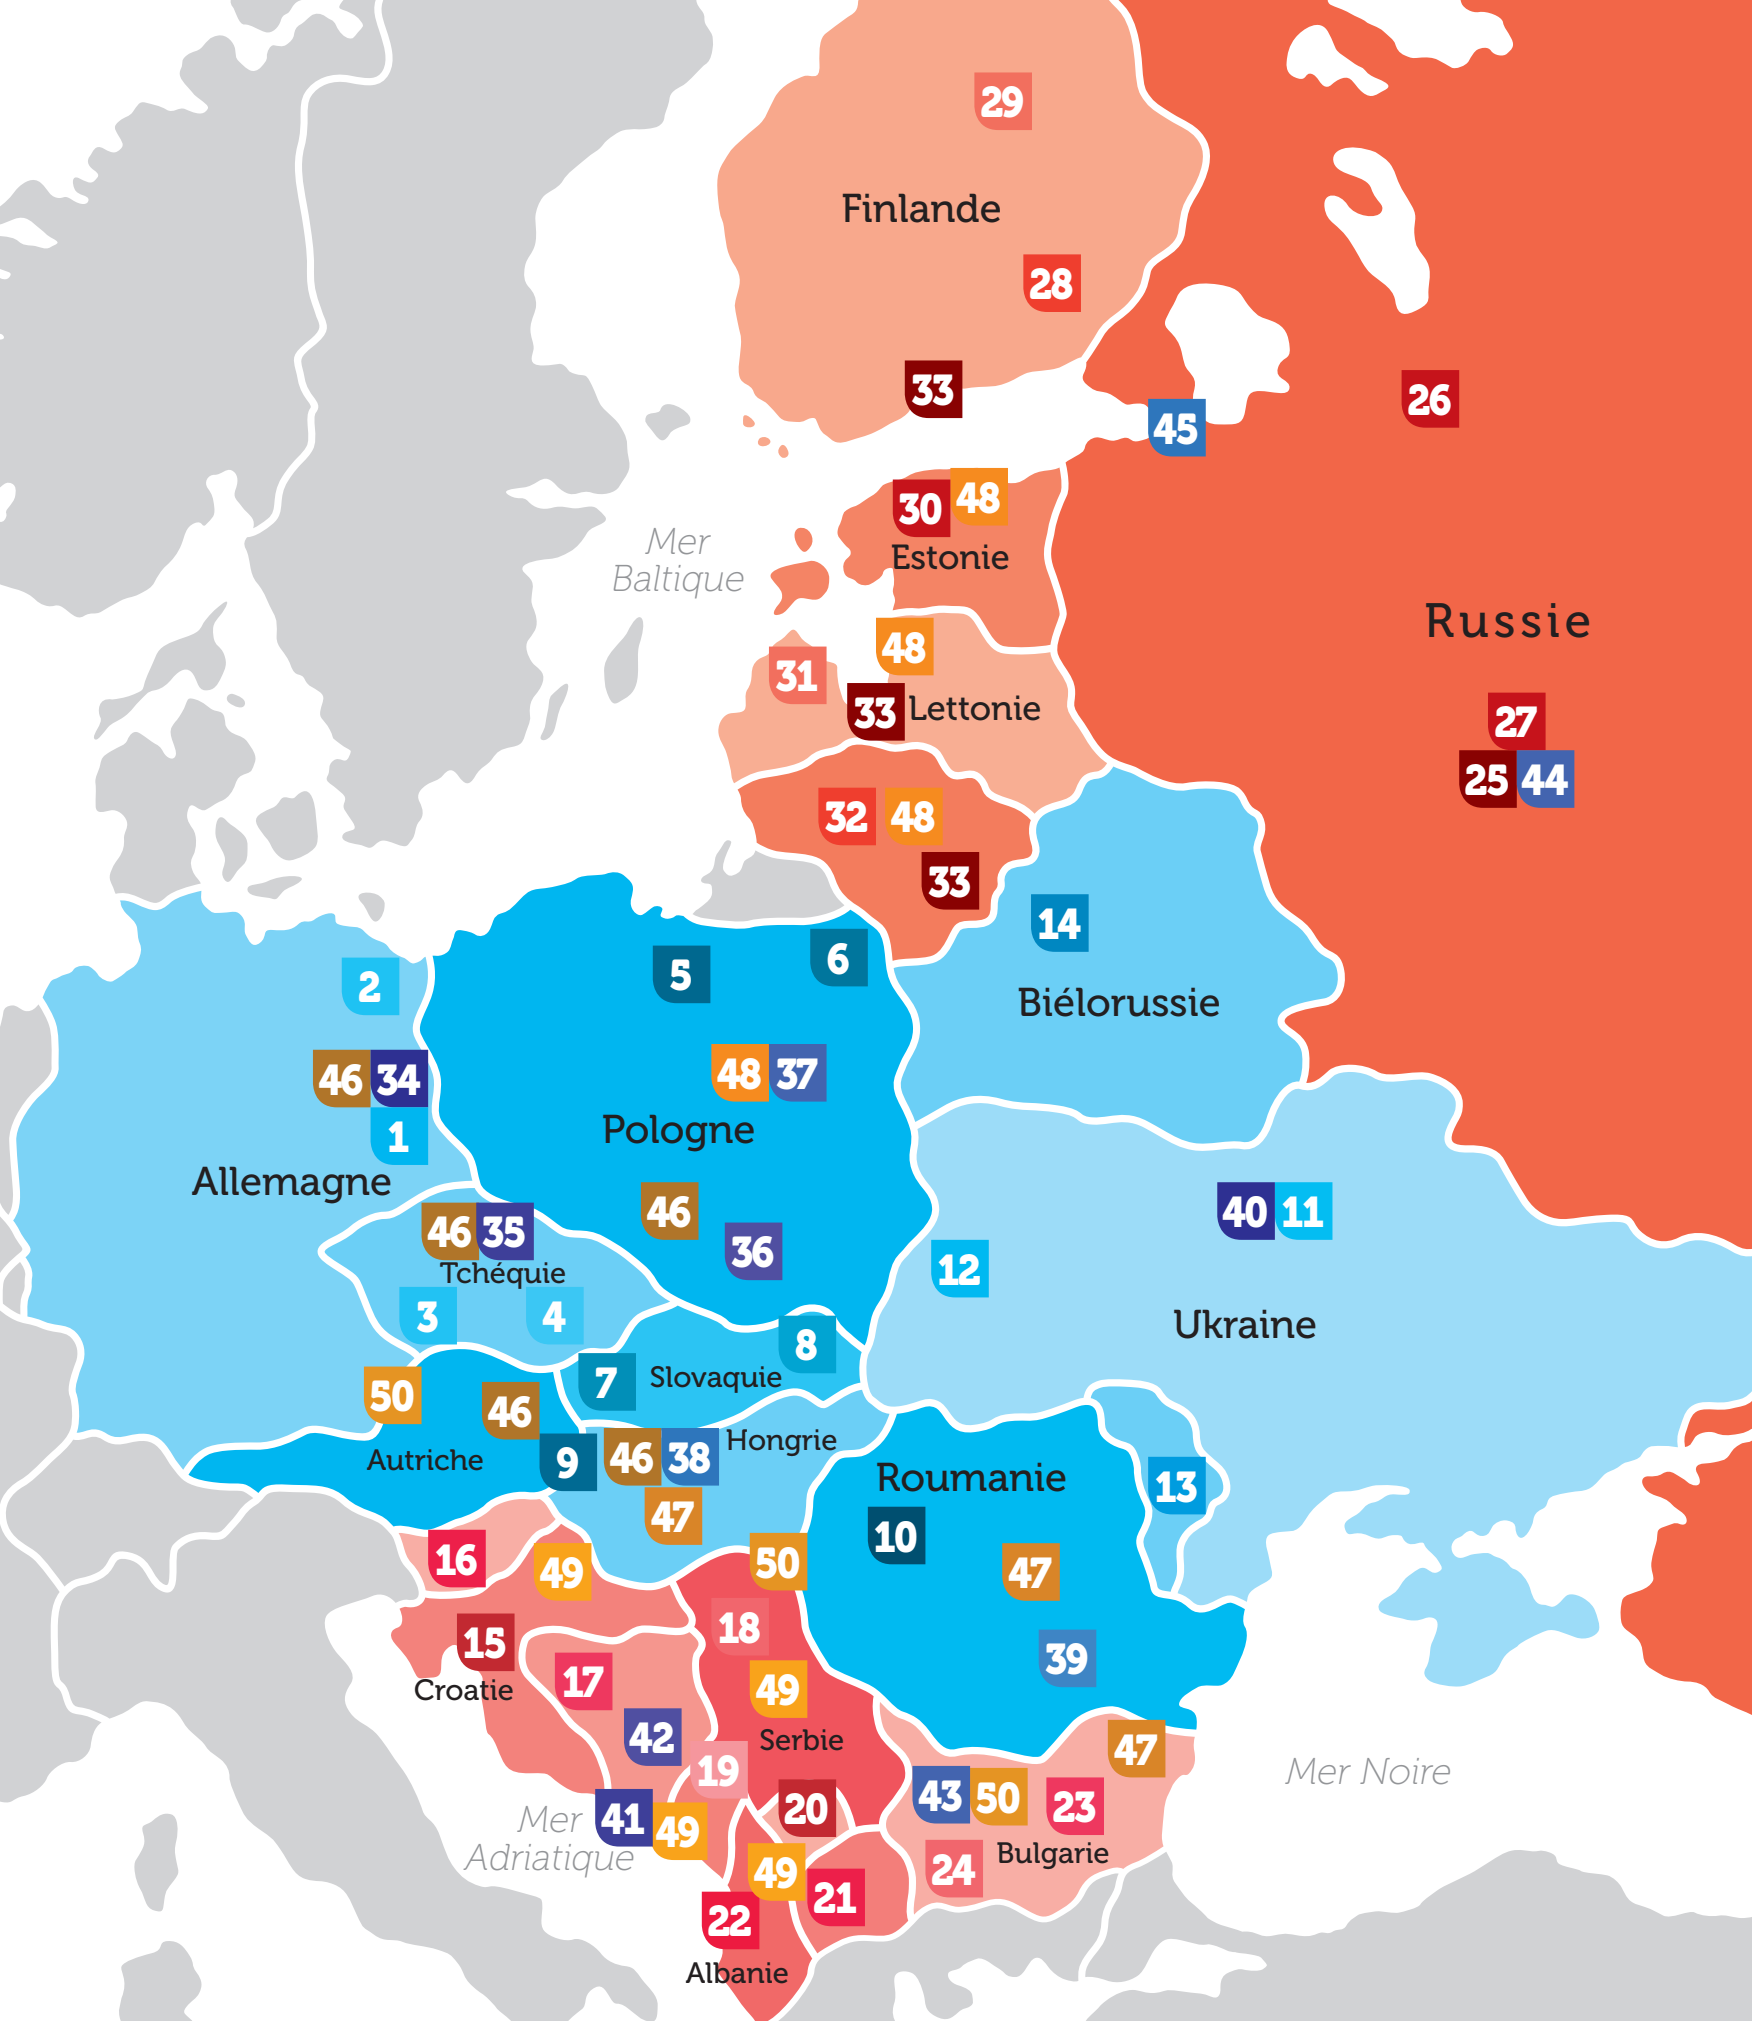 29
Finlande
28
33
26
45
30 48
Estonie
Mer
Baltique
Russie
48
31
33 Lettonie
27
25 44
32 48
33
14
5
6
2
Biélorussie
46 34
48 37
1
Pologne
Allemagne
46
40 11
46 35
36
12
Tchéquie
3
4
Ukraine
8
7
Slovaquie
50
46
Autriche
9
46 38
Hongrie
47
Roumanie
13
10
16
49
50
47
15
18
39
17
Croatie
49
42
Serbie
47
19
Mer Noire
43 50
23
20
41 49
Mer
Adriatique
Bulgarie
24
49
21
22
Albanie